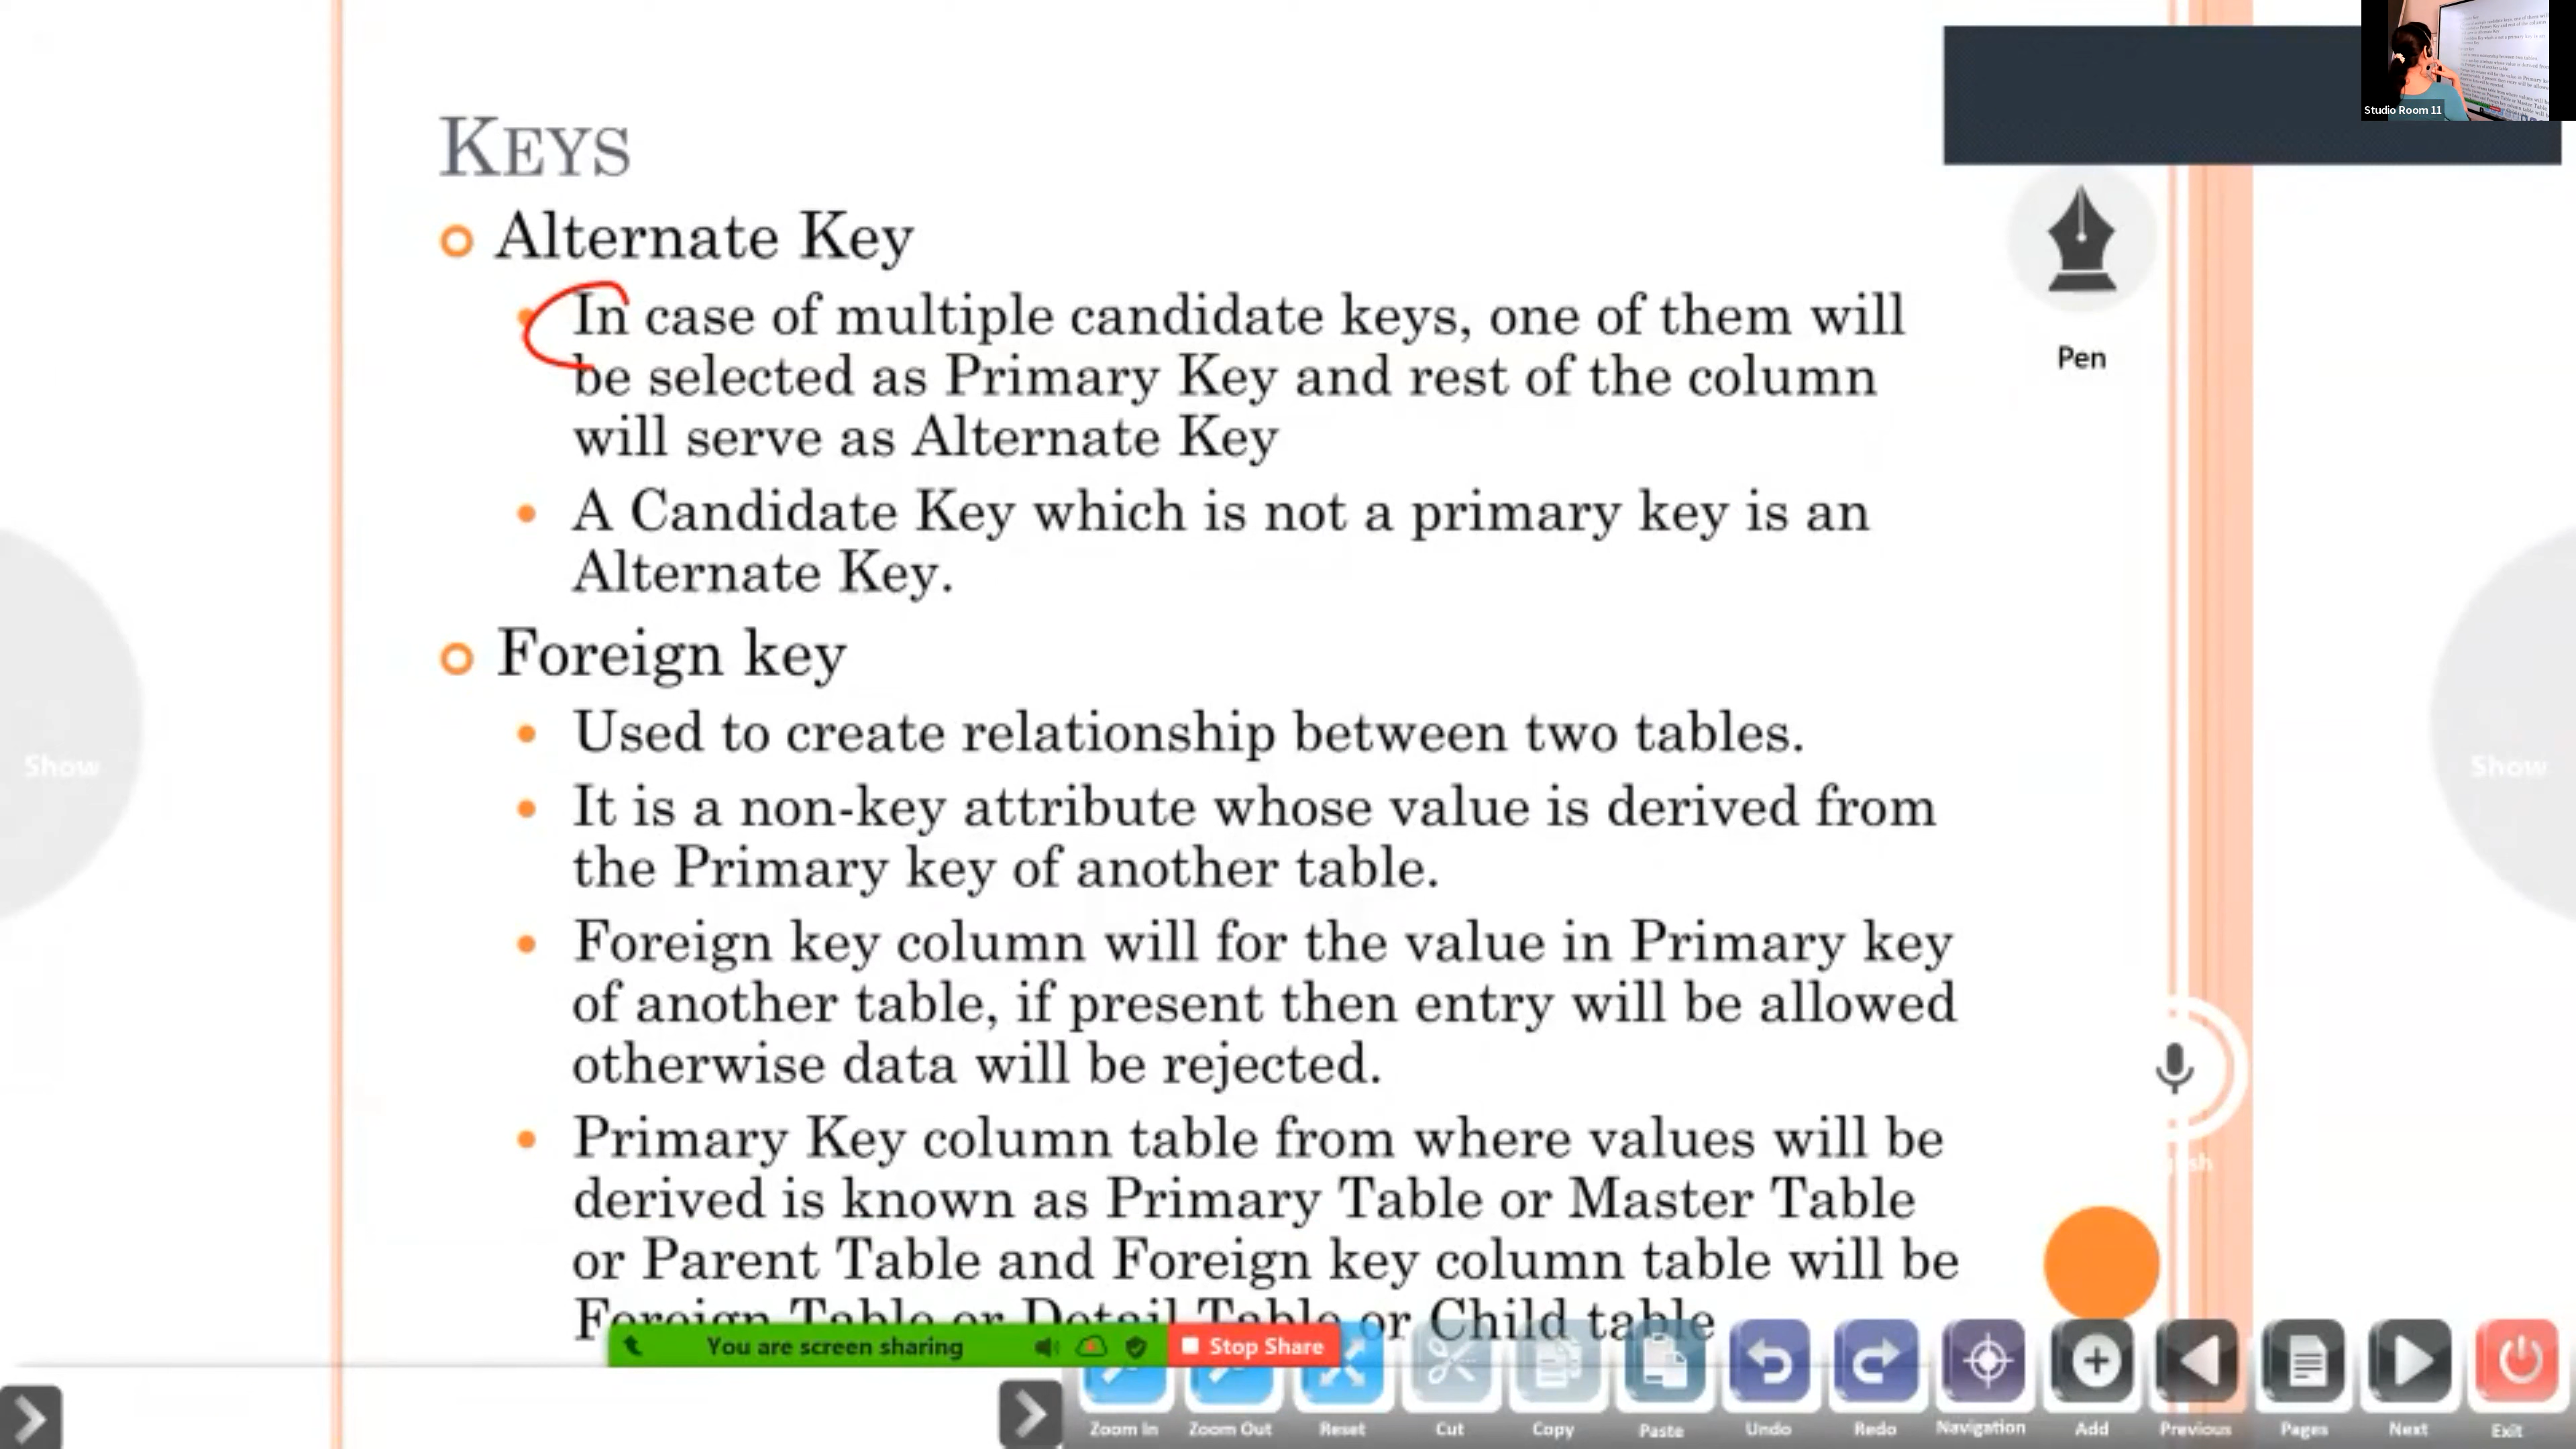 Studio Room 11
KEYS
Alternate Key
In case of multiple candidate keys, one of them will
be selected as Primary Key and rest of the column
will serve as Alternate Key
A Candidate Key which is not a primary key is an
Alternate Key.
Foreign key
Used to create relationship between two tables.
It is a non-key attribute whose value is derived from
the Primary key of another table.
Foreign key column will for the value in Primary key
of another table, if present then entry will be allowed
otherwise data will be rejected.
Primary Key column table from where values will be
derived is known as Primary Table or Master Table
or Parent Table and Foreign key column table will be
Foreign Table or Detail Table or Child table
Pen
Show
Show
You are screen sharing
Stop Share
Zoom In
Zoom Out
Reset
Cut
Copy
Paste
Undo
Redo
Navigation
Add
Previous
Pages
Next
Exit